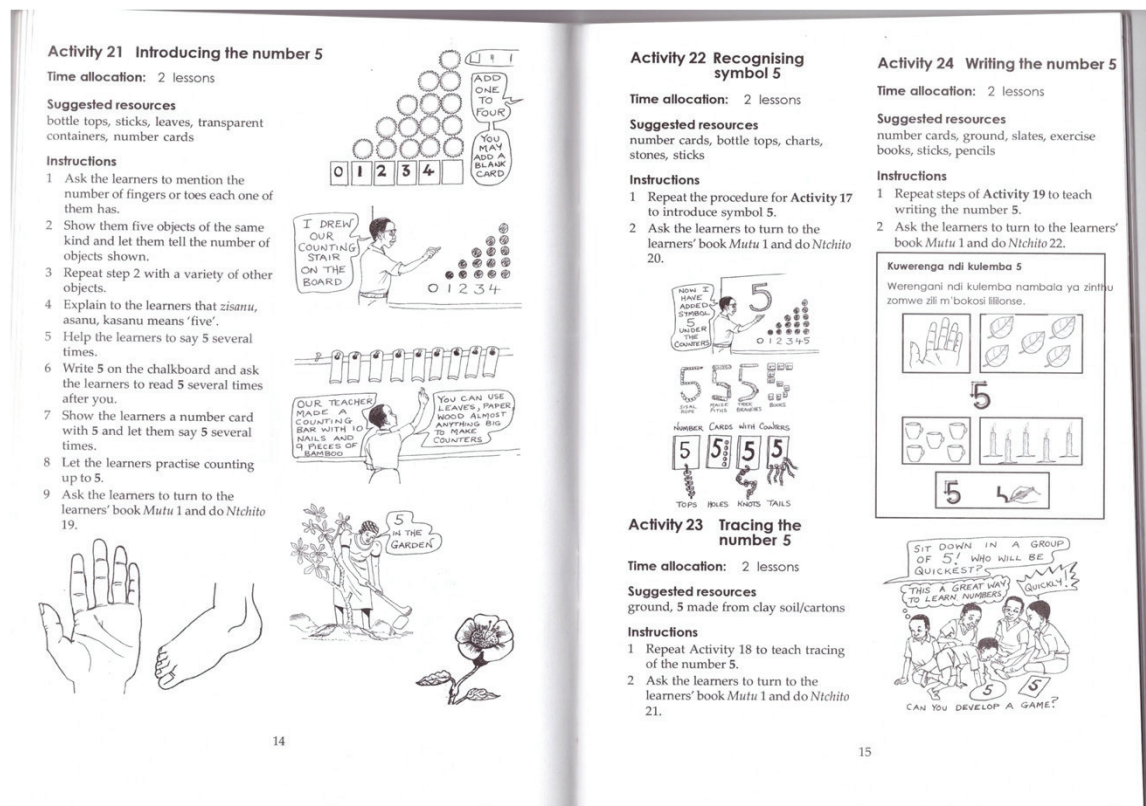 Activity 21 Introducing the number 5
Time allocation: 2 lessons
Suggested resources
bottle tops, sticks, leaves, transparent
containers, number cards
Instructions
1 Ask the learners to mention the
number of fingers or toes each one of
them has.
2 Show them five objects of the same
kind and let them tell the number of
objects shown.
3 Repeat step 2 with a variety of other
objects.
4 Explain to the learners that zisanu,
asanu, kasanu means 'five'.
5 Help the learners to say 5 several
times.
6 Write 5 on the chalkboard and ask
the learners to read 5 several times
after you.
7 Show the learners a number card
with 5 and let them say 5 several
times.
8 Let the learners practise counting
up to 5.
9 Ask the learners to turn to the
learners' book Mutu 1 and do Ntchito
19.
ADD
ONE
TO
FOUR
YOU
MAY
ADD A
BLANK
CARD
0 1 2 3 4
I DREW
OUR
COUNTING
STAIR
ON THE
BOARD
0 1 2 3 4
OUR TEACHER
MADE A
COUNTING
BAR WITH 10
NAILS AND
9 PIECES OF
BAMBOO
YOU CAN USE
LEAVES, PAPER,
WOOD ALMOST
ANYTHING BIG
TO MAKE
COUNTERS
5
IN THE
GARDEN
14
Activity 22 Recognising
symbol 5
Time allocation: 2 lessons
Suggested resources
number cards, bottle tops, charts,
stones, sticks
Instructions
1 Repeat the procedure for Activity 17
to introduce symbol 5.
2 Ask the learners to turn to the
learners' book Mutu 1 and do Ntchito
20.
NOW I
HAVE
ADDED
SYMBOL
5
UNDER
THE
COUNTERS
5
0 1 2 3 4 5
5 5 5 5
SISAL
ROPE
MAIZE
PITHS
TREE
BRANCHES
BOOKS
NUMBER CARDS WITH COUNTERS
5 5 5 5
TOPS HOLES KNOTS TAILS
Activity 23 Tracing the
number 5
Time allocation: 2 lessons
Suggested resources
ground, 5 made from clay soil/cartons
Instructions
1 Repeat Activity 18 to teach tracing
of the number 5.
2 Ask the learners to turn to the
learners' book Mutu 1 and do Ntchito
21.
Activity 24 Writing the number 5
Time allocation: 2 lessons
Suggested resources
number cards, ground, slates, exercise
books, sticks, pencils
Instructions
1 Repeat steps of Activity 19 to teach
writing the number 5.
2 Ask the learners to turn to the learners'
book Mutu 1 and do Ntchito 22.
Kuwerenga ndi kulemba 5
Werengani ndi kulemba nambala ya zinthu
zomwe zili m'bokosi lililonse.
5
5
SIT DOWN IN A GROUP
OF 5! WHO WILL BE
QUICKEST?
THIS A GREAT WAY
TO LEARN NUMBERS
QUICKLY!
5
5
CAN YOU DEVELOP A GAME?
15